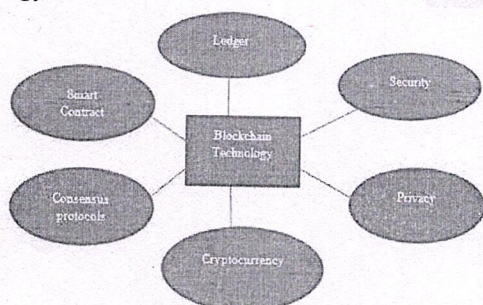 Ledger
Smart
Contract
Security
Blockchain
Technology
Consensus
protocols
Privacy
Cryptocurrency